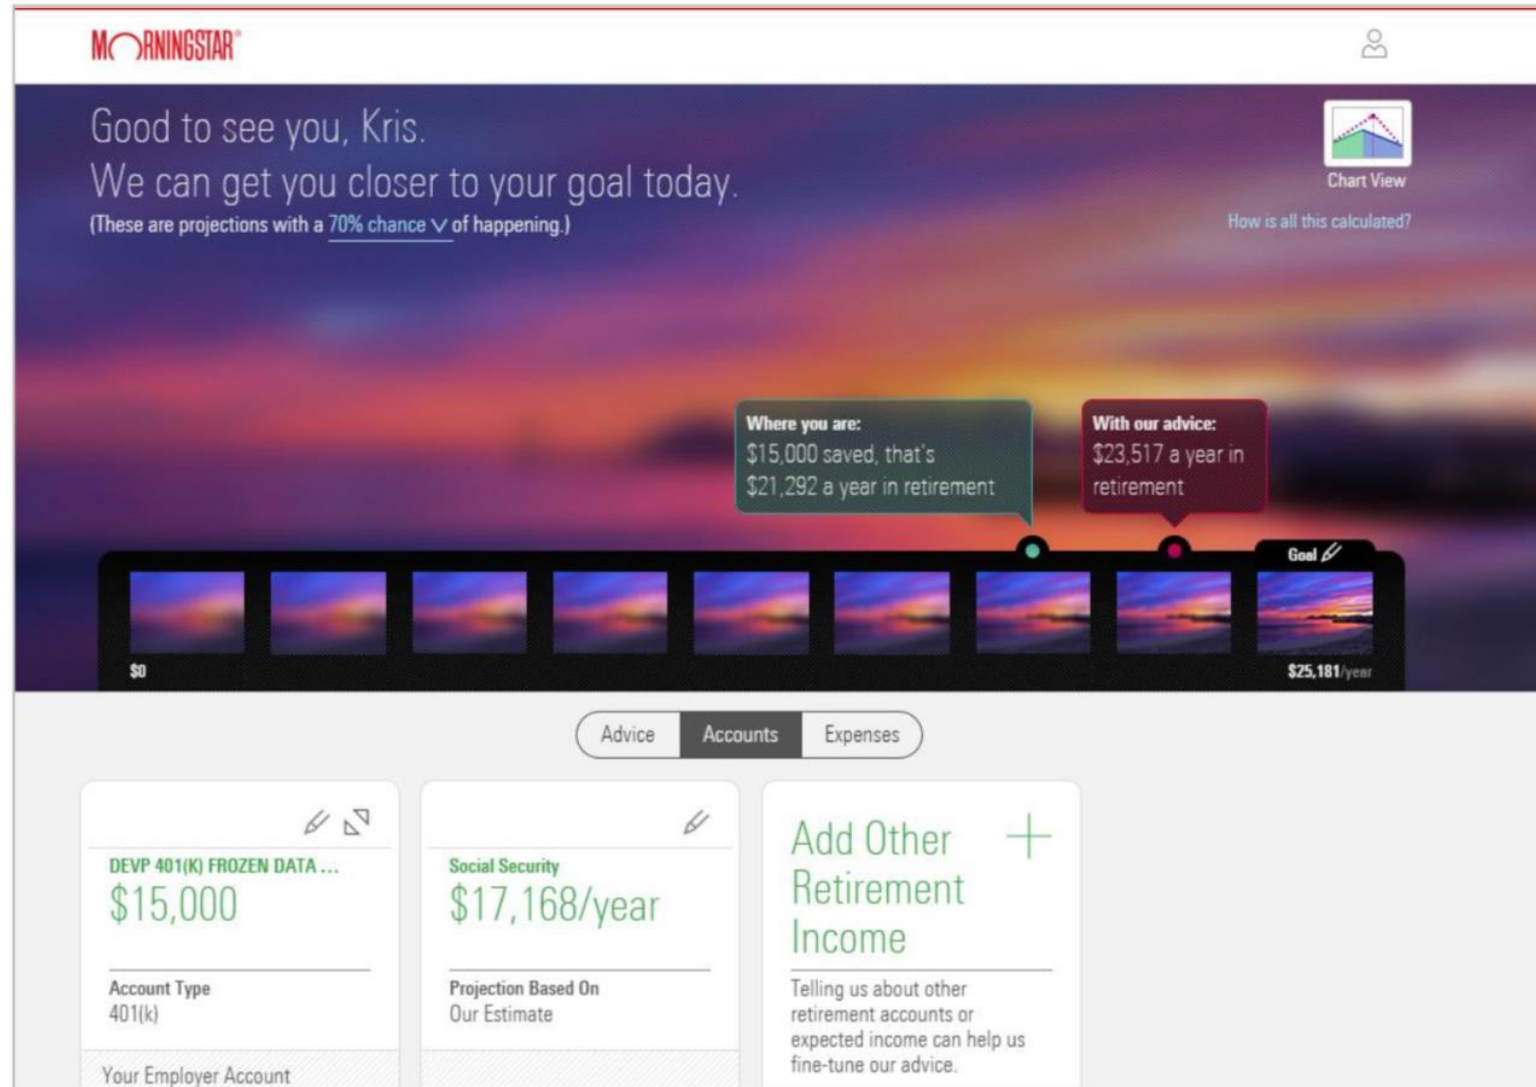 MORNINGSTAR®
Good to see you, Kris.
We can get you closer to your goal today.
(These are projections with a 70% chance of happening.)
Chart View
How is all this calculated?
Where you are:
$15,000 saved, that's
$21,292 a year in retirement
With our advice:
$23,517 a year in
retirement
Goal
$0
$25,181/year
Advice
Accounts
Expenses
DEVP 401(K) FROZEN DATA ...
$15,000
Account Type
401(k)
Your Employer Account
Social Security
$17,168/year
Projection Based On
Our Estimate
Add Other
Retirement
Income
Telling us about other
retirement accounts or
expected income can help us
fine-tune our advice.